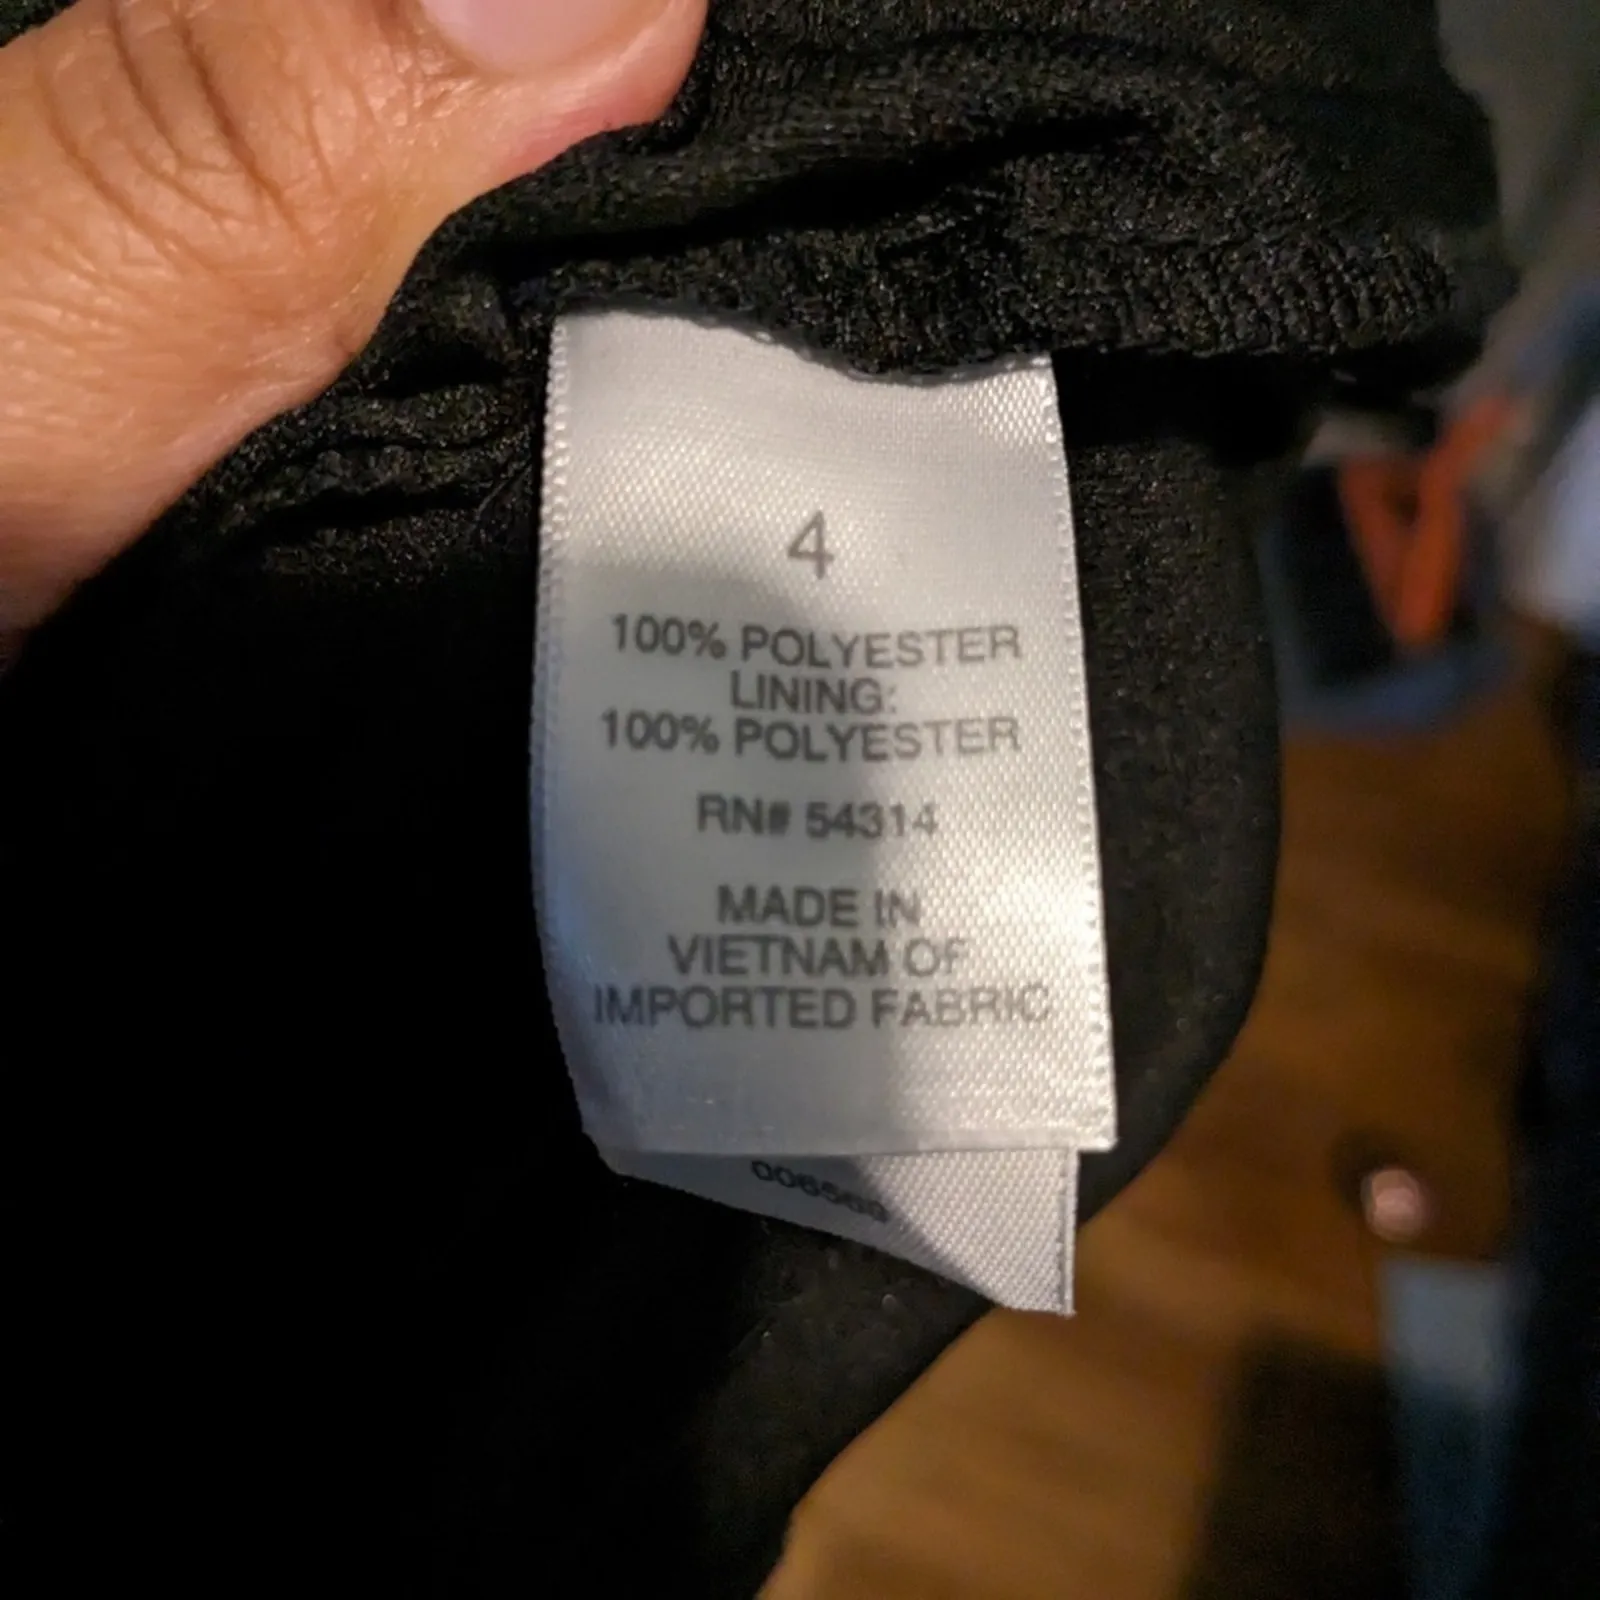 4
100% POLYESTER
LINING:
100% POLYESTER
RN# 54314
MADE IN
VIETNAM OF
IMPORTED FABRIC